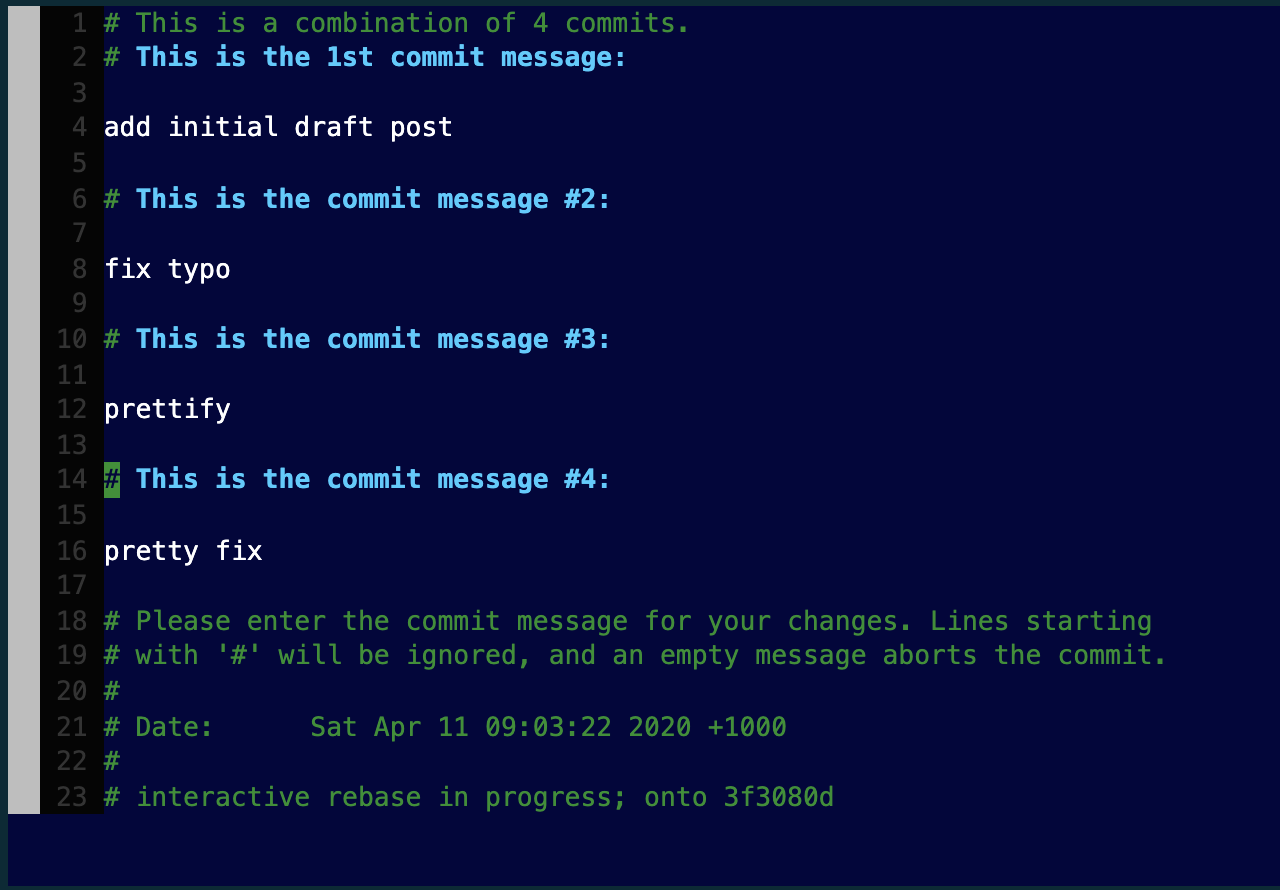 1 # This is a combination of 4 commits.
2 # This is the 1st commit message:
3
4 add initial draft post
5
6 # This is the commit message #2:
7
8 fix typo
9
10 # This is the commit message #3:
11
12 prettify
13
14 # This is the commit message #4:
15
16 pretty fix
17
18 # Please enter the commit message for your changes. Lines starting
19 # with '#' will be ignored, and an empty message aborts the commit.
20 #
21 # Date:      Sat Apr 11 09:03:22 2020 +1000
22 #
23 # interactive rebase in progress; onto 3f3080d